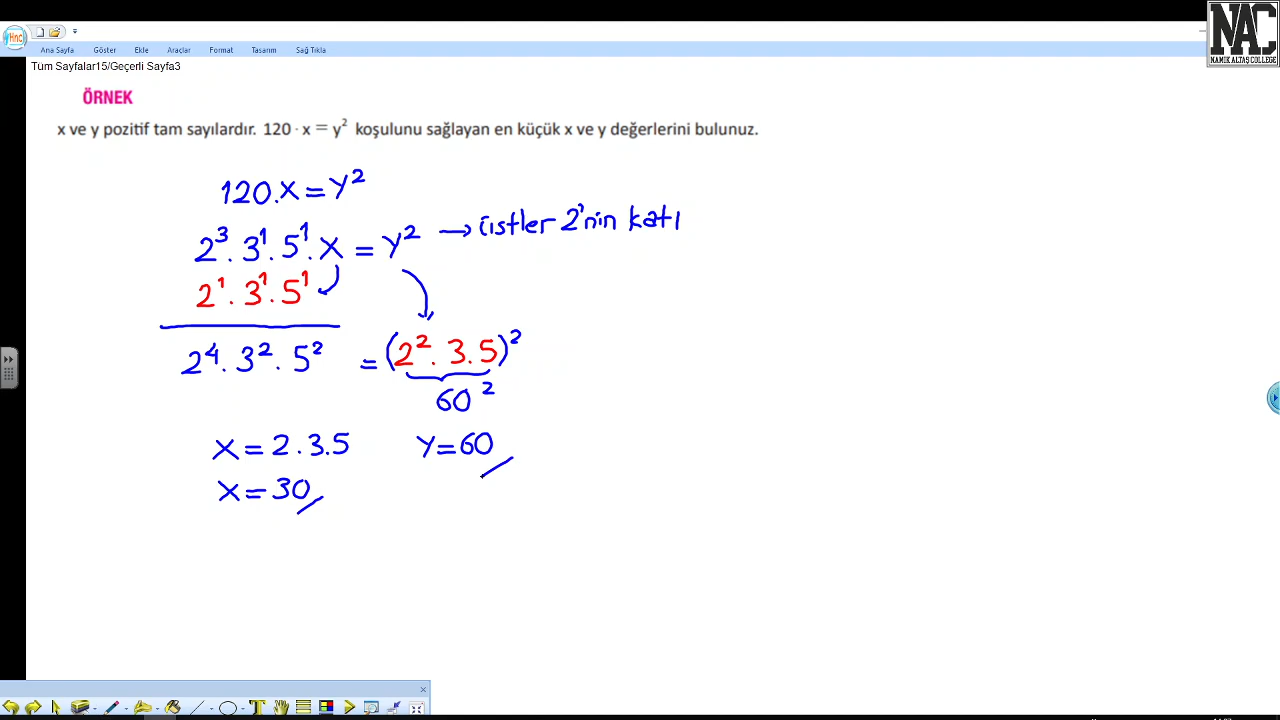 NAC
NAMIK ALTAŞ COLLEGE
Hnc
Ana Sayfa Göster Ekle Araçlar Format Tasarım Sağ Tıkla
Tüm Sayfalar15/Geçerli Sayfa3
ÖRNEK
x ve y pozitif tam sayılardır. 120 · x = y² koşulunu sağlayan en küçük x ve y değerlerini bulunuz.
120.x = y²
2³.3¹.5¹.x = y² → üstler 2'nin katı
2¹.3¹.5¹
2⁴.3².5² = (2².3.5)²
60²
x = 2.3.5 y = 60
x = 30